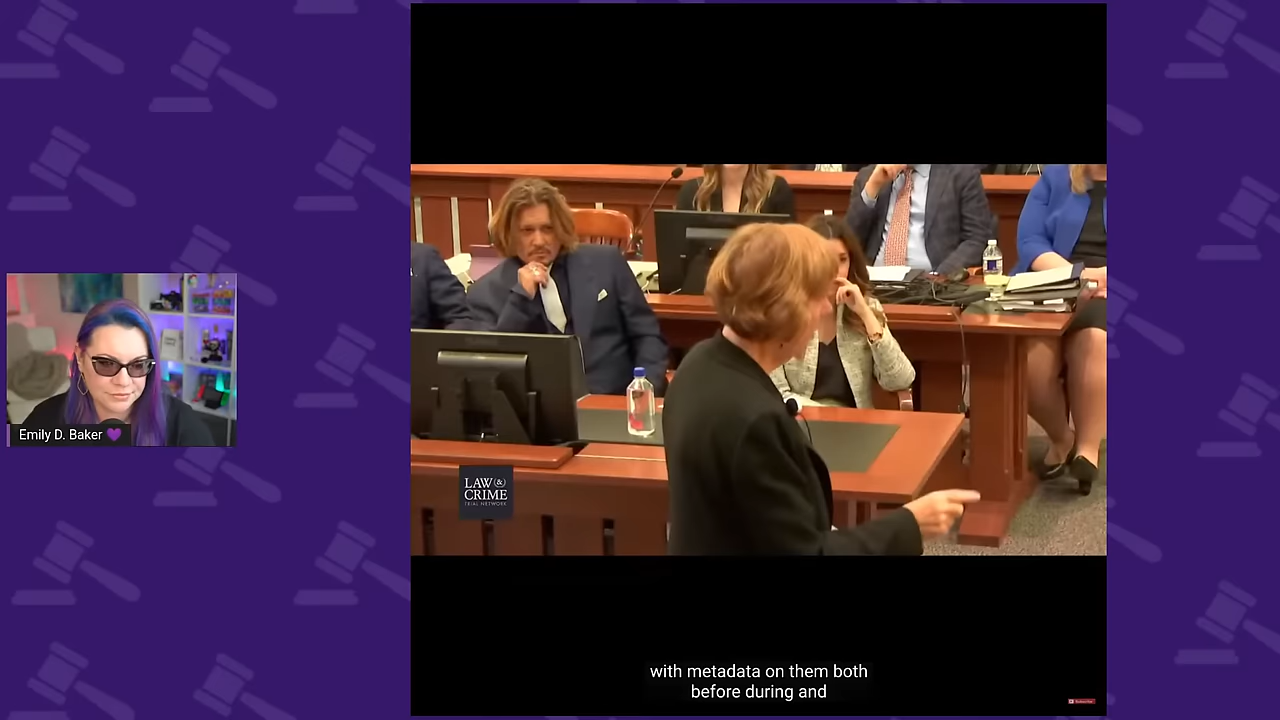 Emily D. Baker 💜
LAW &
CRIME
TRIAL NETWORK
with metadata on them both
before during and